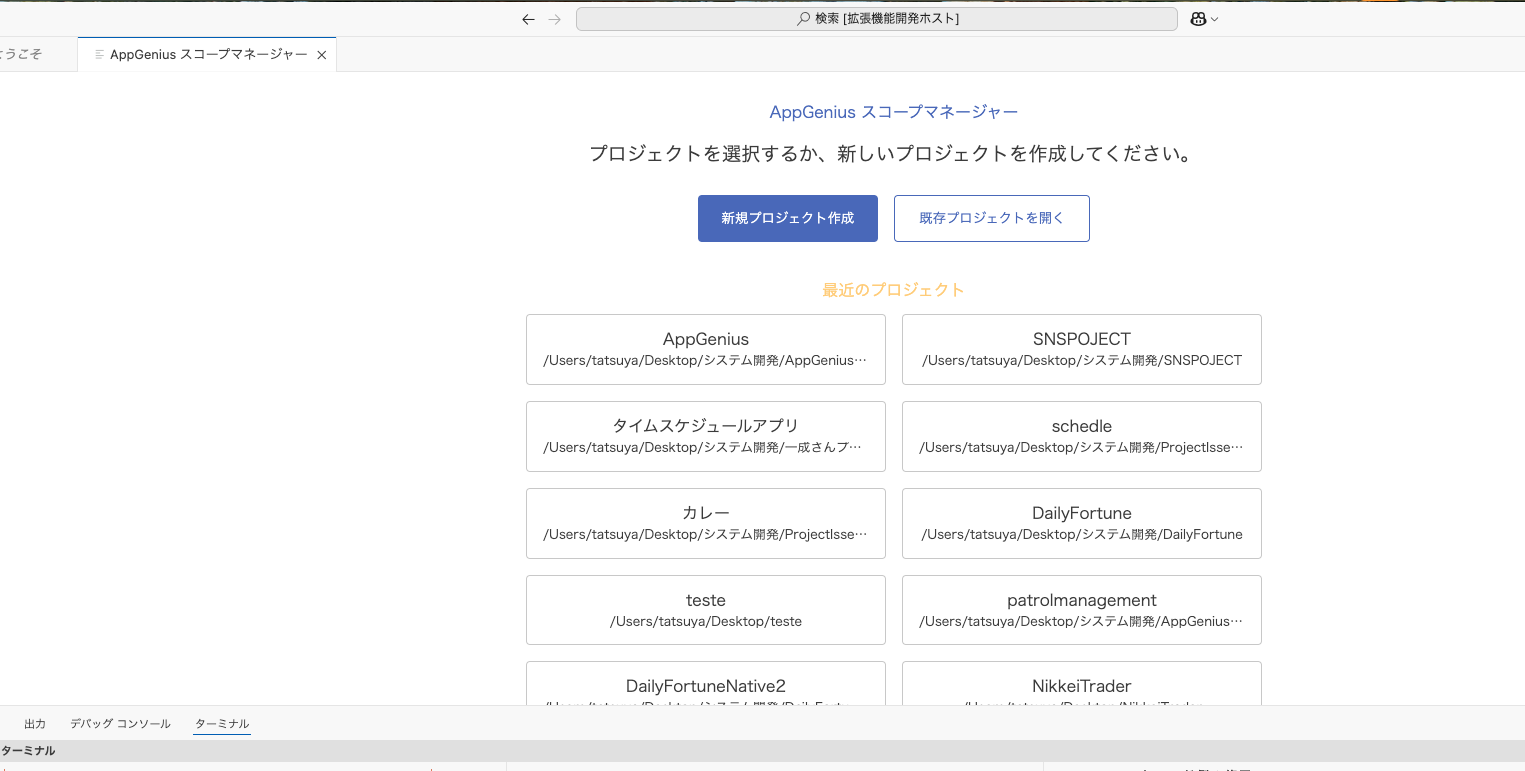 検索 [拡張機能開発ホスト]
うこそ
AppGenius スコープマネージャー
AppGenius スコープマネージャー
プロジェクトを選択するか、新しいプロジェクトを作成してください。
新規プロジェクト作成
既存プロジェクトを開く
最近のプロジェクト
AppGenius
/Users/tatsuya/Desktop/システム開発/AppGenius…
SNSPOJECT
/Users/tatsuya/Desktop/システム開発/SNSPOJECT
タイムスケジュールアプリ
/Users/tatsuya/Desktop/システム開発/一成さんプ…
schedle
/Users/tatsuya/Desktop/システム開発/ProjectIsse…
カレー
/Users/tatsuya/Desktop/システム開発/ProjectIsse…
DailyFortune
/Users/tatsuya/Desktop/システム開発/DailyFortune
teste
/Users/tatsuya/Desktop/teste
patrolmanagement
/Users/tatsuya/Desktop/システム開発/AppGenius…
DailyFortuneNative2
NikkeiTrader
出力
デバッグ コンソール
ターミナル
ターミナル